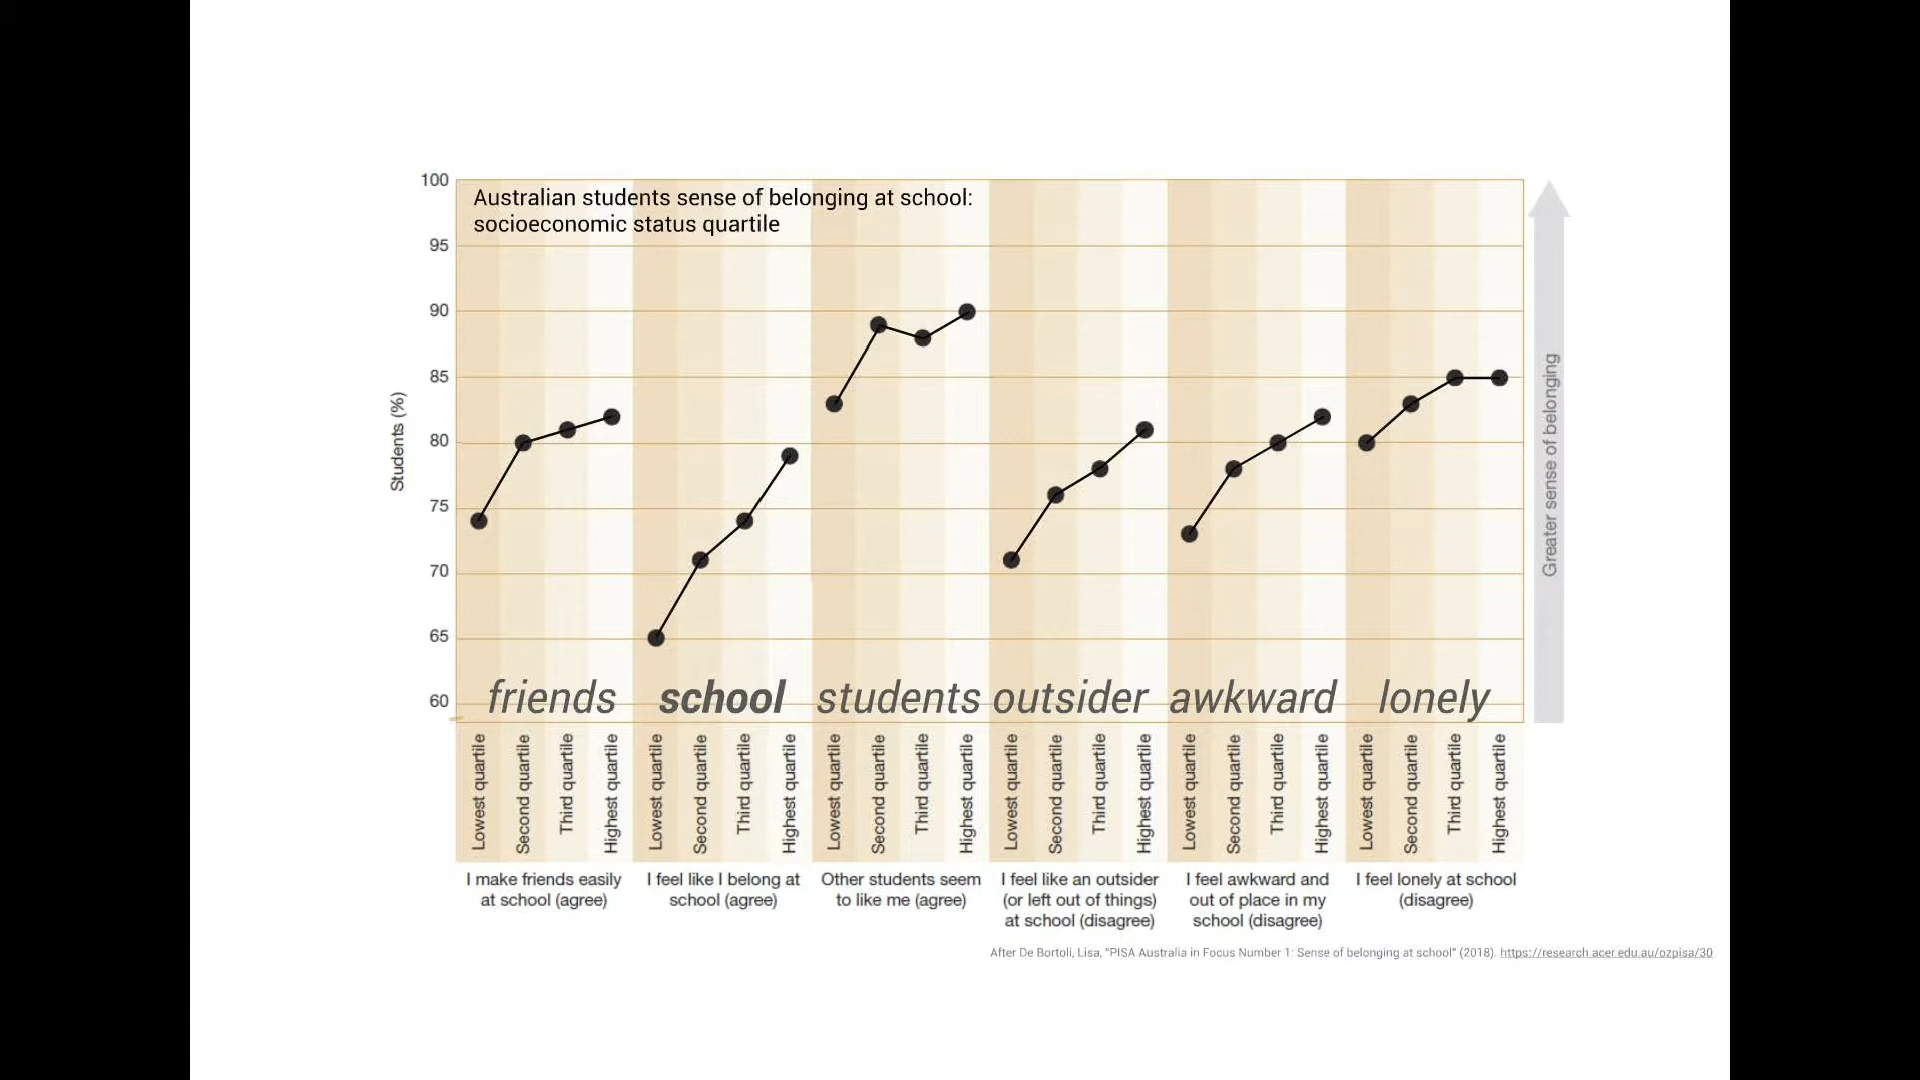 Australian students sense of belonging at school:
socioeconomic status quartile
100
95
90
85
80
75
70
65
60
Students (%)
Greater sense of belonging
friends
school
students
outsider
awkward
lonely
Lowest quartile
Second quartile
Third quartile
Highest quartile
Lowest quartile
Second quartile
Third quartile
Highest quartile
Lowest quartile
Second quartile
Third quartile
Highest quartile
Lowest quartile
Second quartile
Third quartile
Highest quartile
Lowest quartile
Second quartile
Third quartile
Highest quartile
Lowest quartile
Second quartile
Third quartile
Highest quartile
I make friends easily
at school (agree)
I feel like I belong at
school (agree)
Other students seem
to like me (agree)
I feel like an outsider
(or left out of things)
at school (disagree)
I feel awkward and
out of place in my
school (disagree)
I feel lonely at school
(disagree)
After De Bortoli, Lisa, "PISA Australia in Focus Number 1: Sense of belonging at school" (2018). https://research.acer.edu.au/ozpisa/30